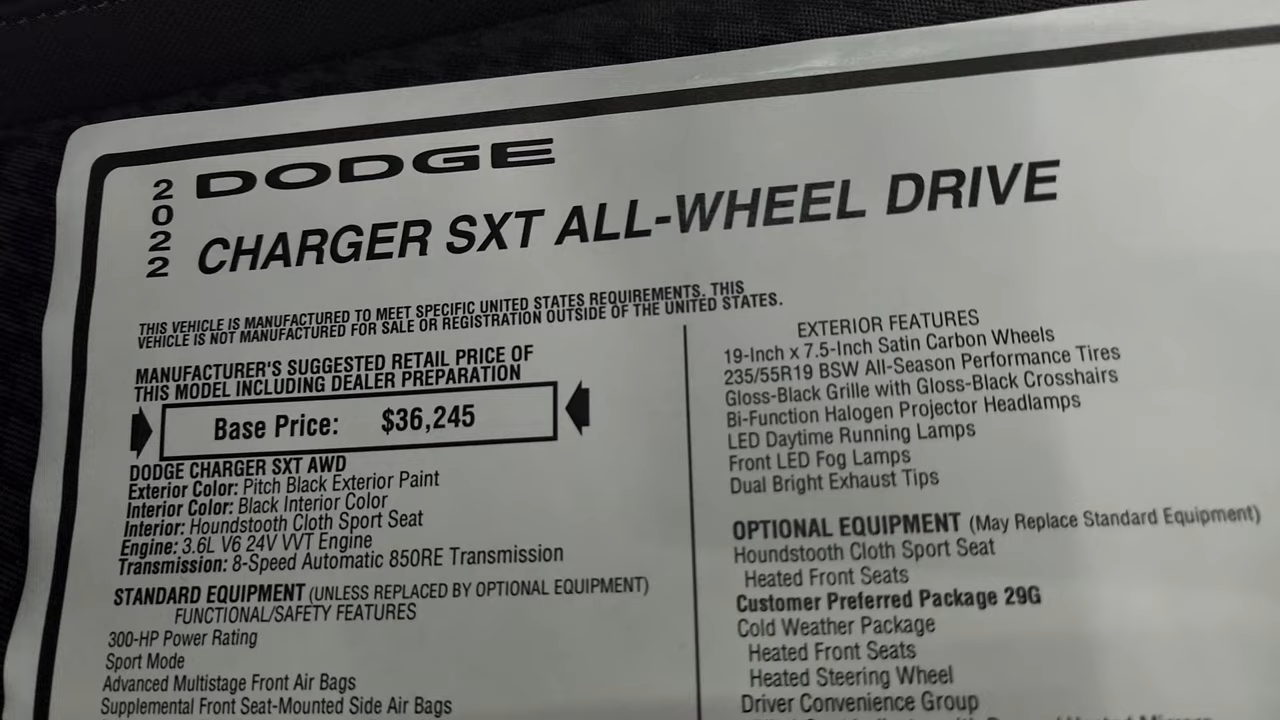 2022
DODGE
CHARGER SXT ALL-WHEEL DRIVE
THIS VEHICLE IS MANUFACTURED TO MEET SPECIFIC UNITED STATES REQUIREMENTS. THIS
VEHICLE IS NOT MANUFACTURED FOR SALE OR REGISTRATION OUTSIDE OF THE UNITED STATES.
MANUFACTURER'S SUGGESTED RETAIL PRICE OF
THIS MODEL INCLUDING DEALER PREPARATION
Base Price: $36,245
DODGE CHARGER SXT AWD
Exterior Color: Pitch Black Exterior Paint
Interior Color: Black Interior Color
Interior: Houndstooth Cloth Sport Seat
Engine: 3.6L V6 24V VVT Engine
Transmission: 8-Speed Automatic 850RE Transmission
STANDARD EQUIPMENT (UNLESS REPLACED BY OPTIONAL EQUIPMENT)
FUNCTIONAL/SAFETY FEATURES
300-HP Power Rating
Sport Mode
Advanced Multistage Front Air Bags
Supplemental Front Seat-Mounted Side Air Bags
EXTERIOR FEATURES
19-Inch x 7.5-Inch Satin Carbon Wheels
235/55R19 BSW All-Season Performance Tires
Gloss-Black Grille with Gloss-Black Crosshairs
Bi-Function Halogen Projector Headlamps
LED Daytime Running Lamps
Front LED Fog Lamps
Dual Bright Exhaust Tips
OPTIONAL EQUIPMENT (May Replace Standard Equipment)
Houndstooth Cloth Sport Seat
Heated Front Seats
Customer Preferred Package 29G
Cold Weather Package
Heated Front Seats
Heated Steering Wheel
Driver Convenience Group